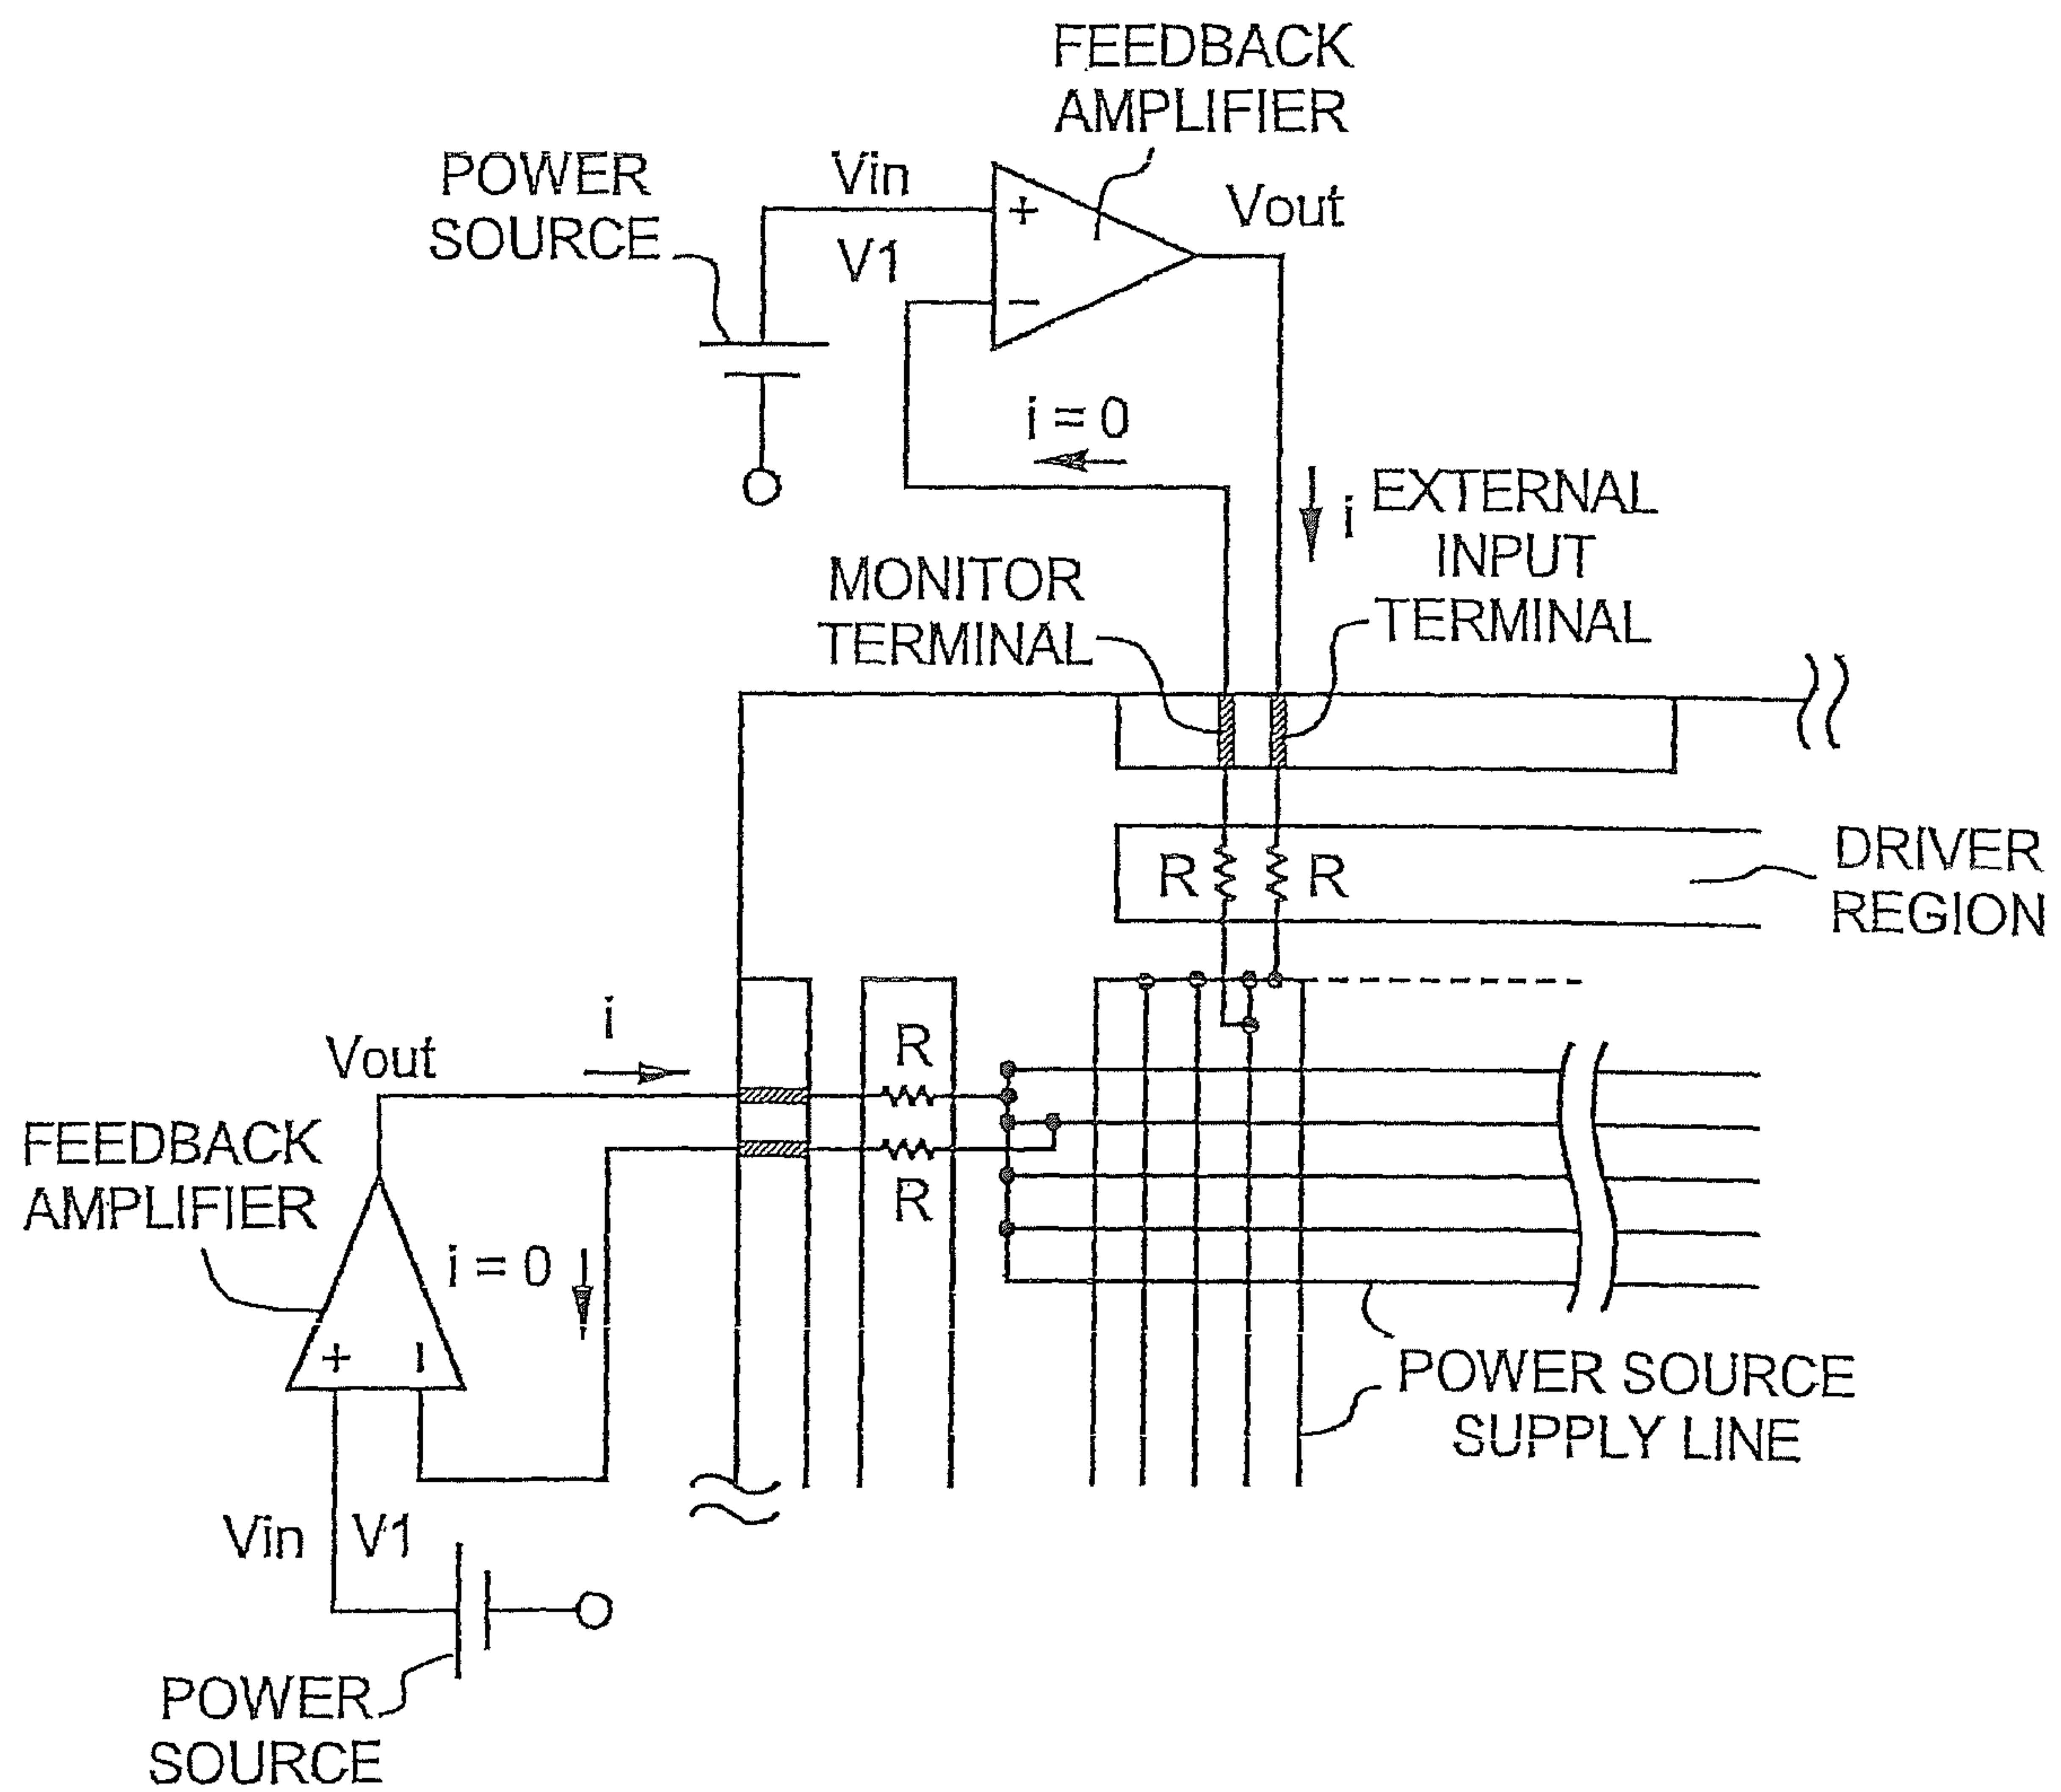 FEEDBACK
AMPLIFIER
POWER
SOURCE
Vin
V1
+
−
Vout
i = 0
i
EXTERNAL
INPUT
TERMINAL
MONITOR
TERMINAL
R
R
DRIVER
REGION
i
Vout
R
R
FEEDBACK
AMPLIFIER
i = 0
+
−
POWER SOURCE
SUPPLY LINE
Vin
V1
POWER
SOURCE